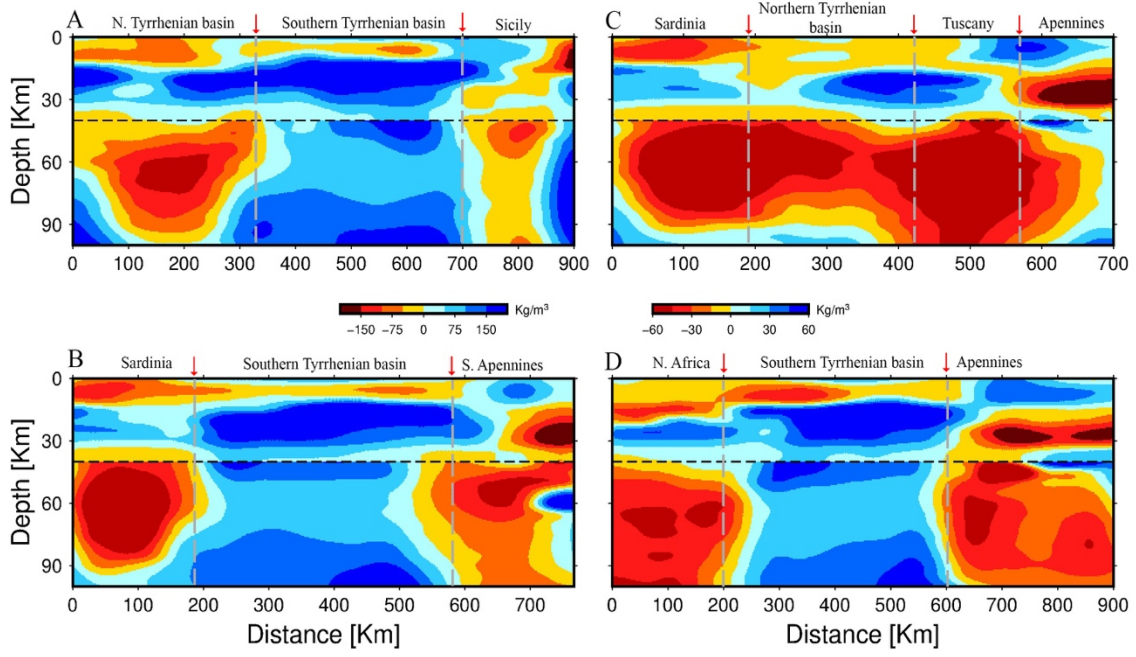 A N. Tyrrhenian basin Southern Tyrrhenian basin Sicily
0
30
60
90
Depth [Km]
0 100 200 300 400 500 600 700 800 900
C Sardinia Northern Tyrrhenian basin Tuscany Apennines
0
30
60
90
Depth [Km]
0 100 200 300 400 500 600 700
Kg/m³
−150 −75 0 75 150
Kg/m³
−60 −30 0 30 60
B Sardinia Southern Tyrrhenian basin S. Apennines
0
30
60
90
Depth [Km]
0 100 200 300 400 500 600 700
Distance [Km]
D N. Africa Southern Tyrrhenian basin Apennines
0
30
60
90
Depth [Km]
0 100 200 300 400 500 600 700 800 900
Distance [Km]